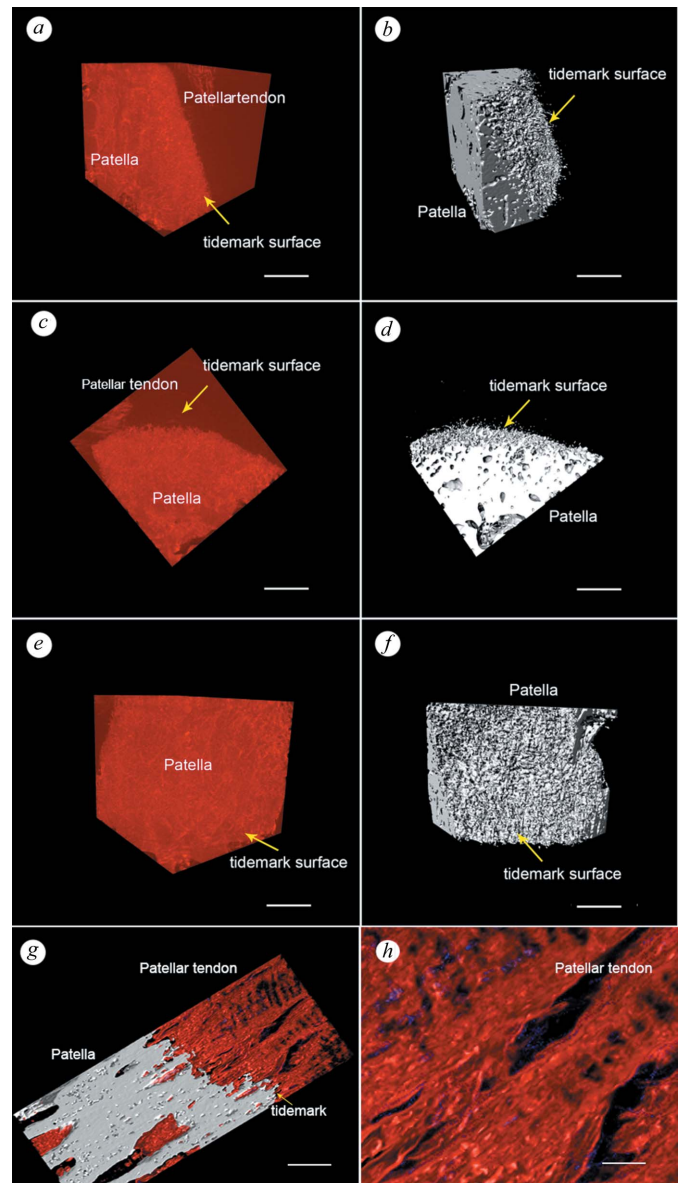 a
Patellartendon
Patella
tidemark surface
b
tidemark surface
Patella
c
tidemark surface
Patellar tendon
Patella
d
tidemark surface
Patella
e
Patella
tidemark surface
f
Patella
tidemark surface
g
Patellar tendon
Patella
tidemark
h
Patellar tendon